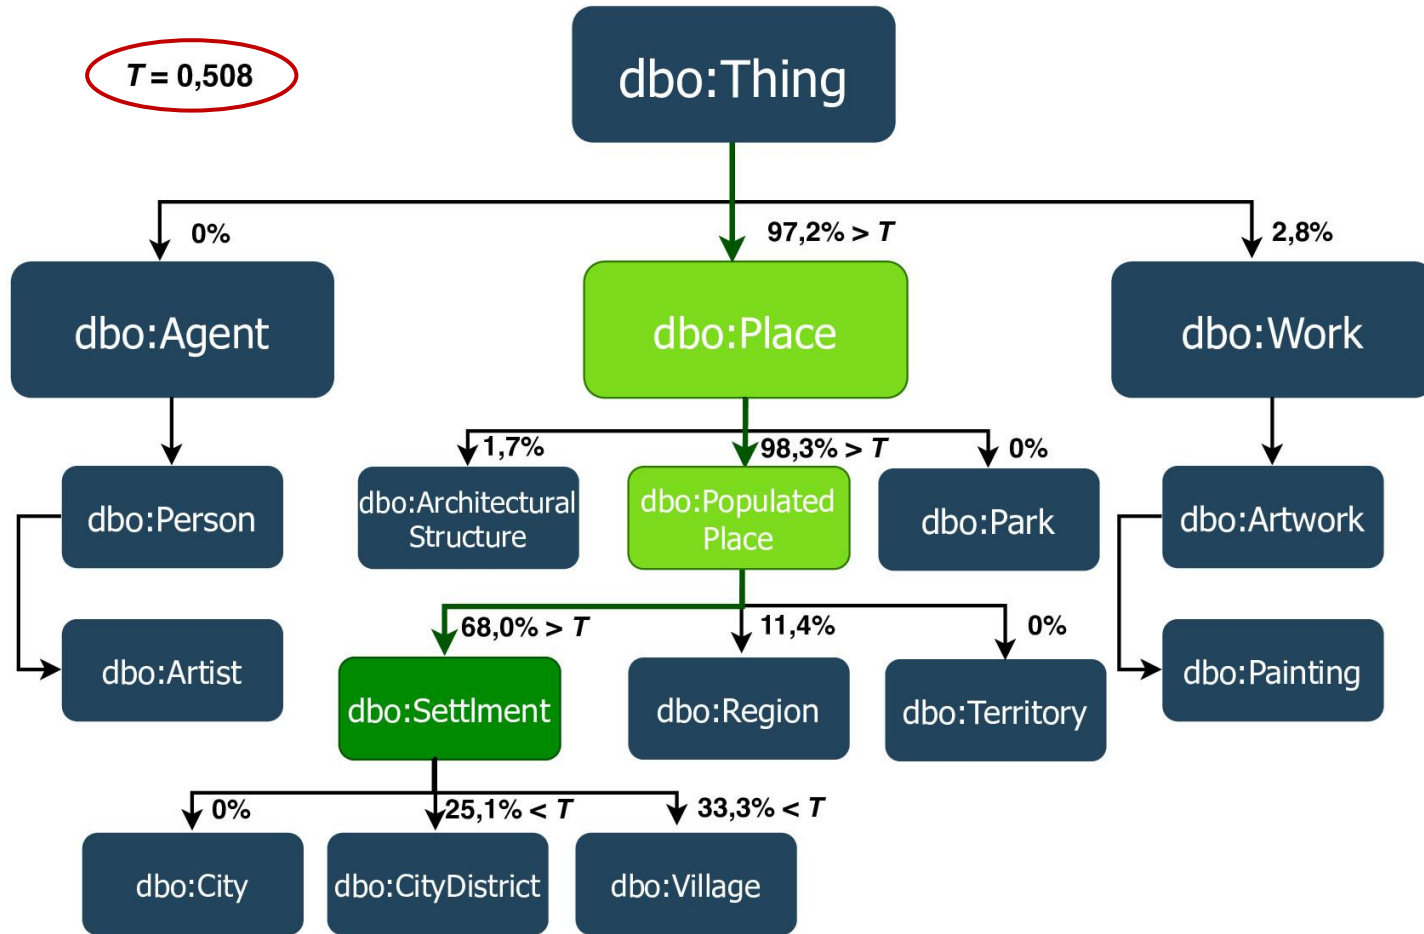 T = 0,508
dbo:Thing
0%
97,2% > T
2,8%
dbo:Agent
dbo:Place
dbo:Work
1,7%
98,3% > T
0%
dbo:Person
dbo:Architectural
Structure
dbo:Populated
Place
dbo:Park
dbo:Artwork
68,0% > T
11,4%
0%
dbo:Artist
dbo:Settlment
dbo:Region
dbo:Territory
dbo:Painting
0%
25,1% < T
33,3% < T
dbo:City
dbo:CityDistrict
dbo:Village